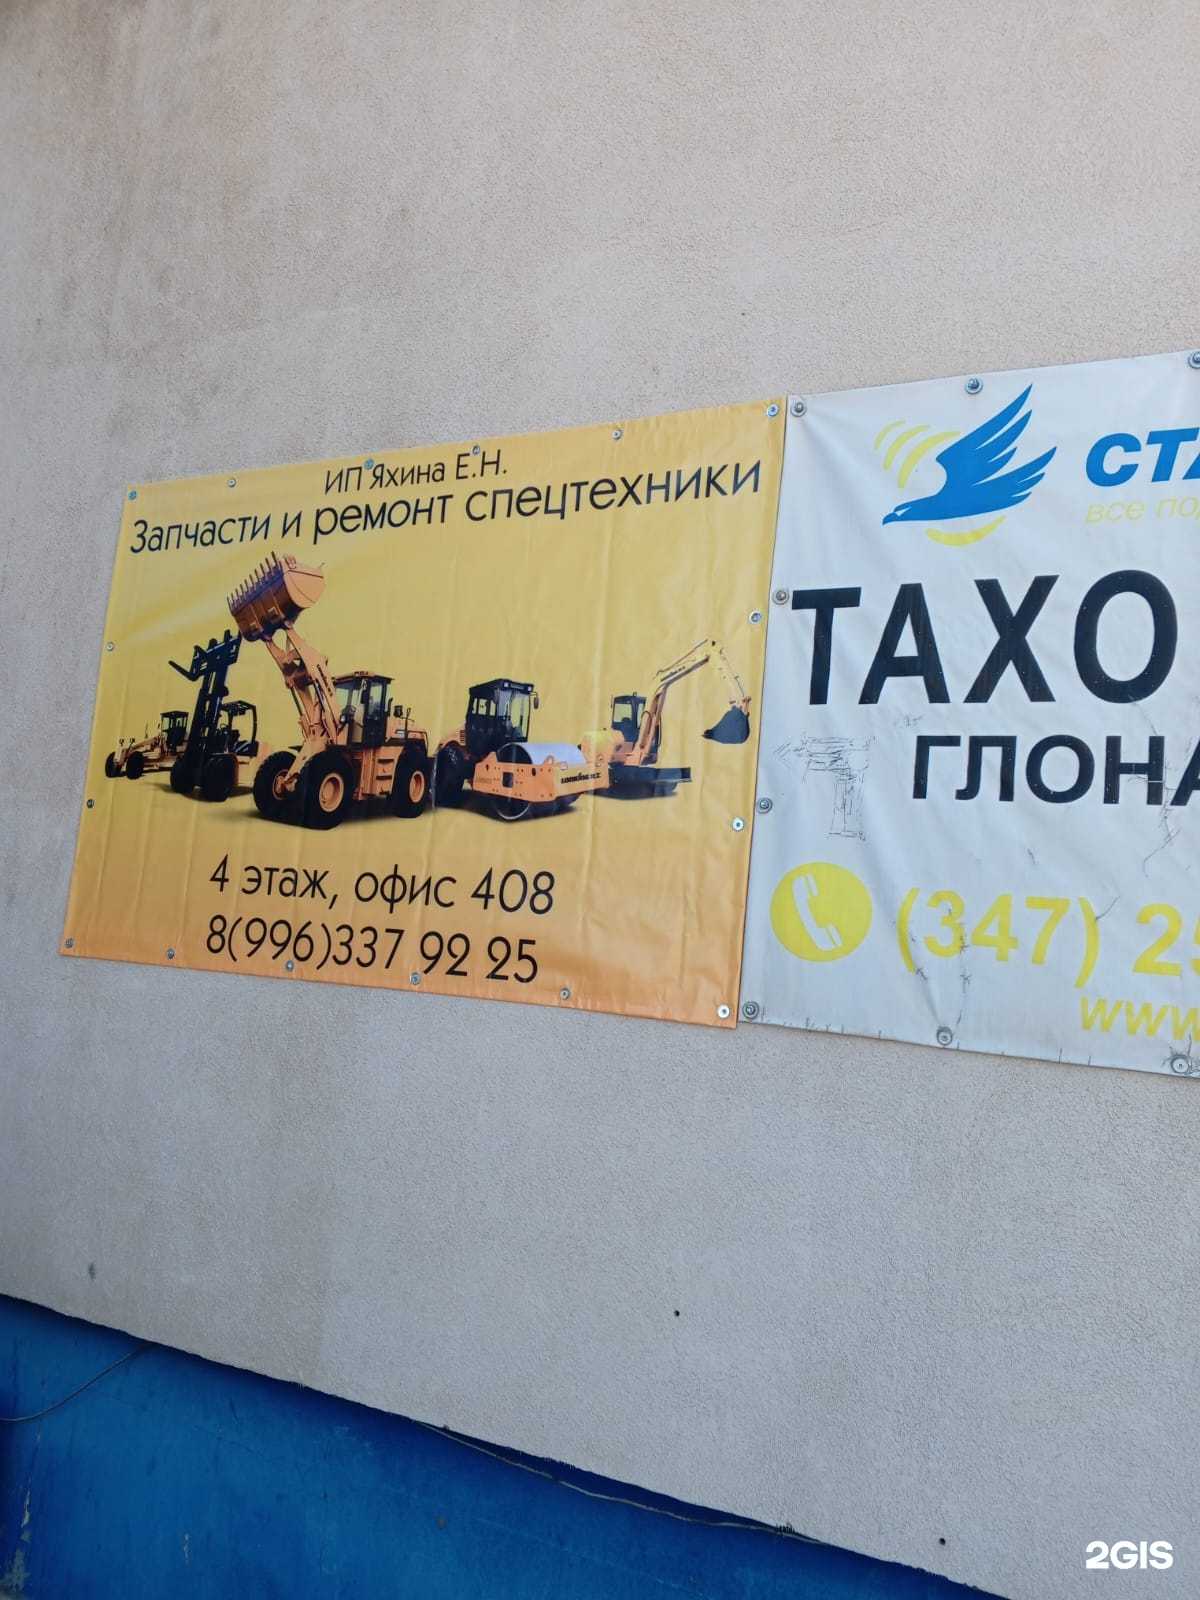 ИП Яхина Е.Н.
Запчасти и ремонт спецтехники
4 этаж, офис 408
8(996)337 92 25
СТА
все по
ТАХО
ГЛОНА
(347) 25
www.
2GIS